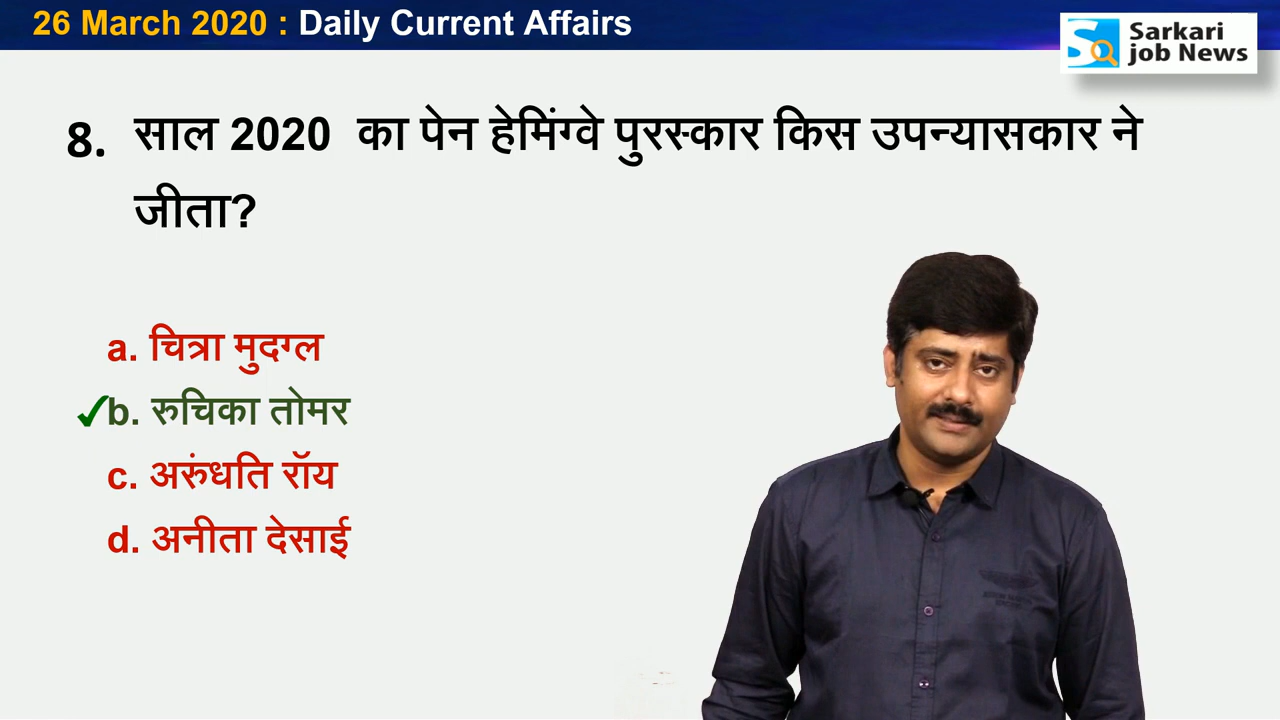 26 March 2020 : Daily Current Affairs
Sarkari
job News
8. साल 2020 का पेन हेमिंग्वे पुरस्कार किस उपन्यासकार ने
जीता?
a. चित्रा मुदग्ल
✓b. रुचिका तोमर
c. अरुंधति रॉय
d. अनीता देसाई